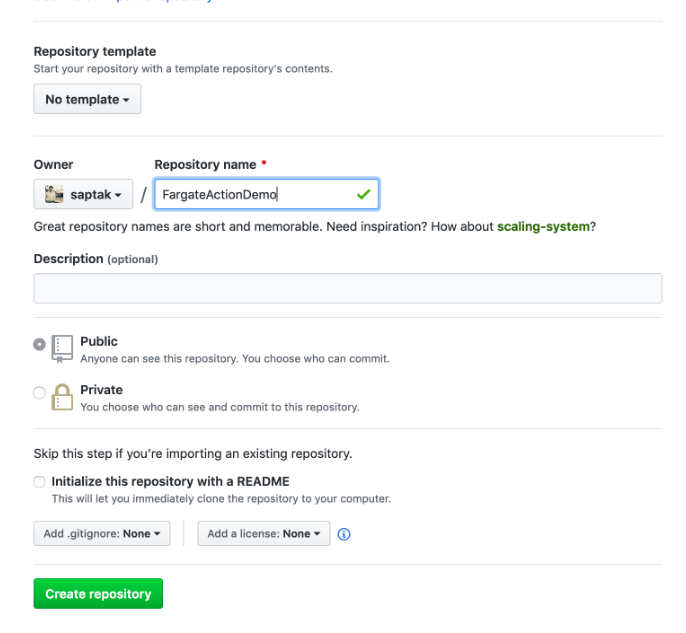 Repository template
Start your repository with a template repository's contents.
No template
Owner
Repository name *
saptak
/
FargateActionDemo
Great repository names are short and memorable. Need inspiration? How about scaling-system?
Description (optional)
Public
Anyone can see this repository. You choose who can commit.
Private
You choose who can see and commit to this repository.
Skip this step if you’re importing an existing repository.
Initialize this repository with a README
This will let you immediately clone the repository to your computer.
Add .gitignore: None
Add a license: None
Create repository